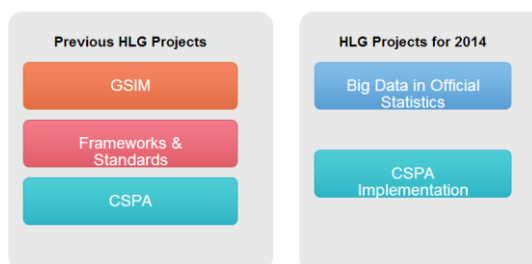 Previous HLG Projects
GSIM
Frameworks &
Standards
CSPA
HLG Projects for 2014
Big Data in Official
Statistics
CSPA
Implementation